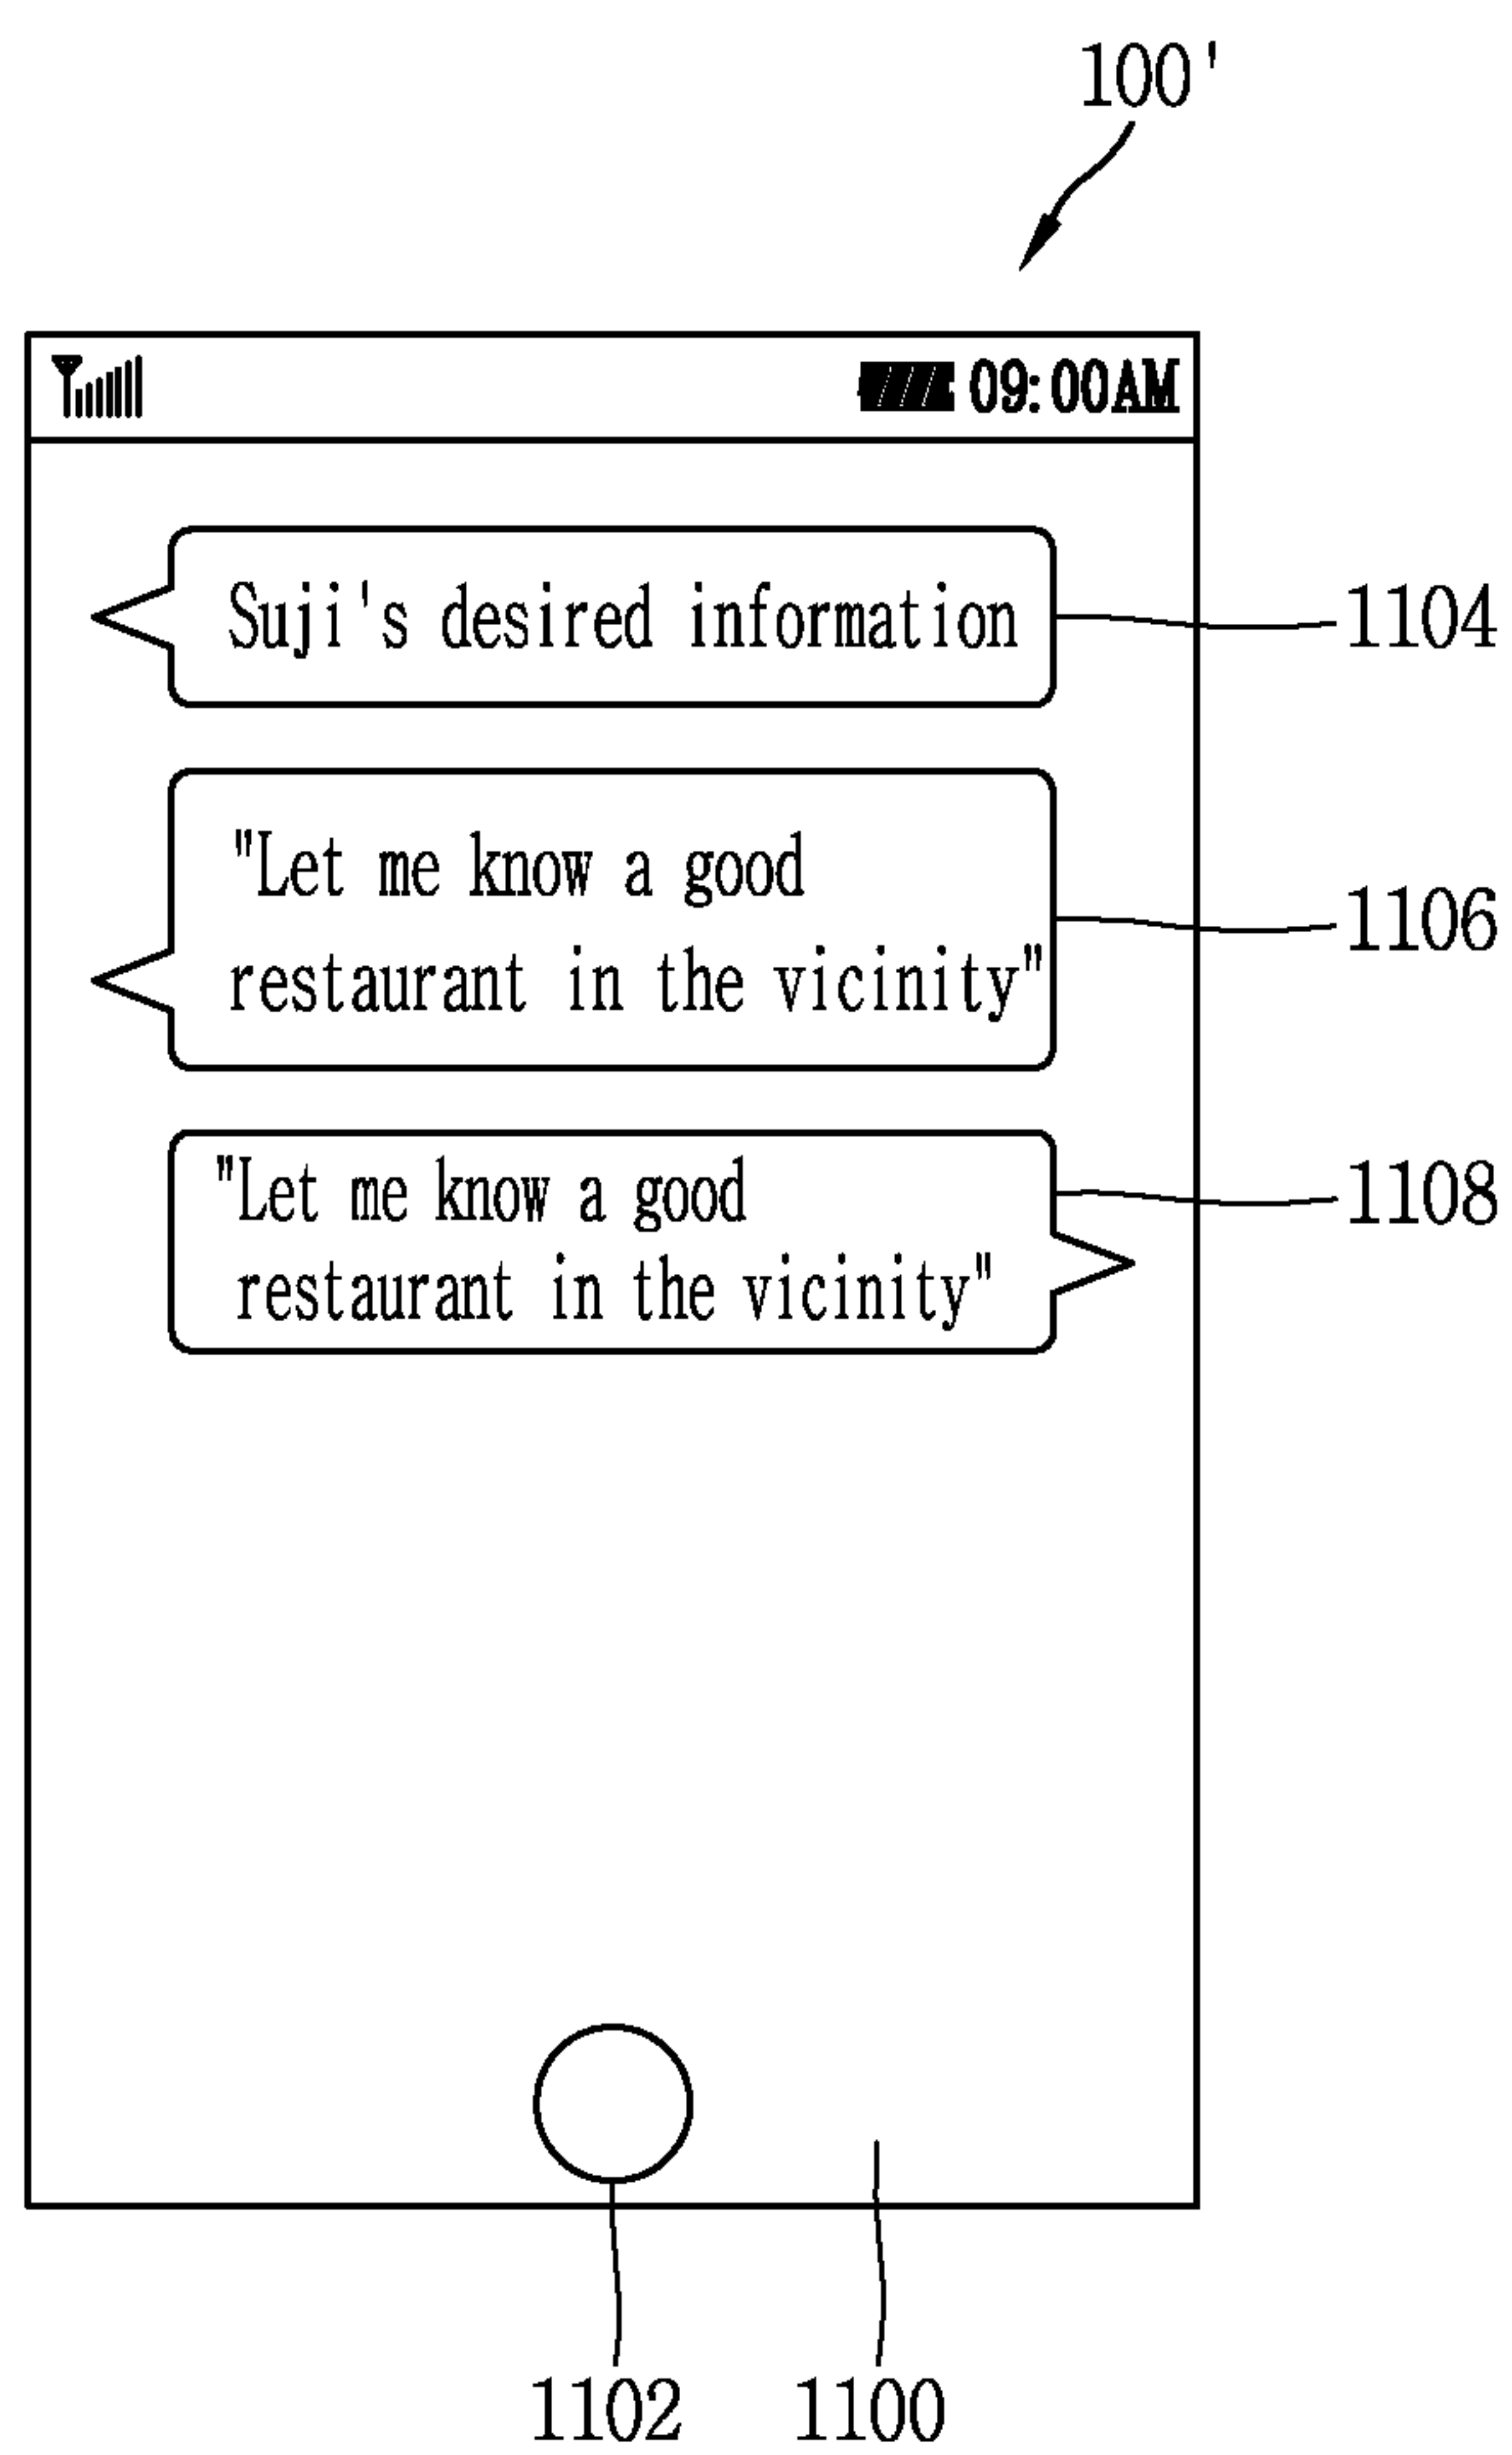 100'
09:00AM
Suji's desired information
1104
"Let me know a good
restaurant in the vicinity"
1106
"Let me know a good
restaurant in the vicinity"
1108
1102 1100